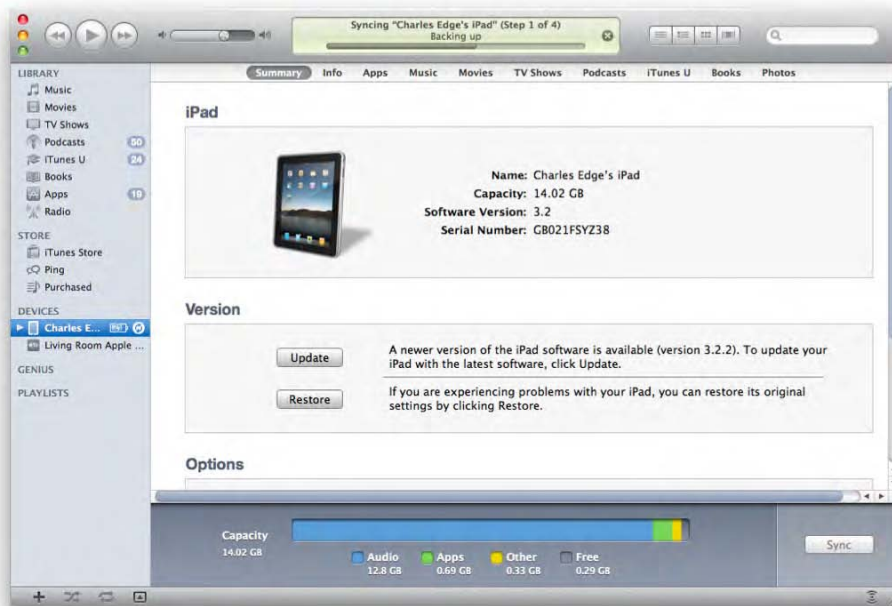 Syncing "Charles Edge's iPad" (Step 1 of 4)
Backing up
LIBRARY
Music
Movies
TV Shows
Podcasts 50
iTunes U 24
Books
Apps 19
Radio
STORE
iTunes Store
Ping
Purchased
DEVICES
Charles E...
Living Room Apple ...
GENIUS
PLAYLISTS
Summary Info Apps Music Movies TV Shows Podcasts iTunes U Books Photos
iPad
Name: Charles Edge's iPad
Capacity: 14.02 GB
Software Version: 3.2
Serial Number: GB021FSYZ38
Version
Update
A newer version of the iPad software is available (version 3.2.2). To update your
iPad with the latest software, click Update.
Restore
If you are experiencing problems with your iPad, you can restore its original
settings by clicking Restore.
Options
Capacity
14.02 GB
Audio
12.8 GB
Apps
0.69 GB
Other
0.33 GB
Free
0.29 GB
Sync